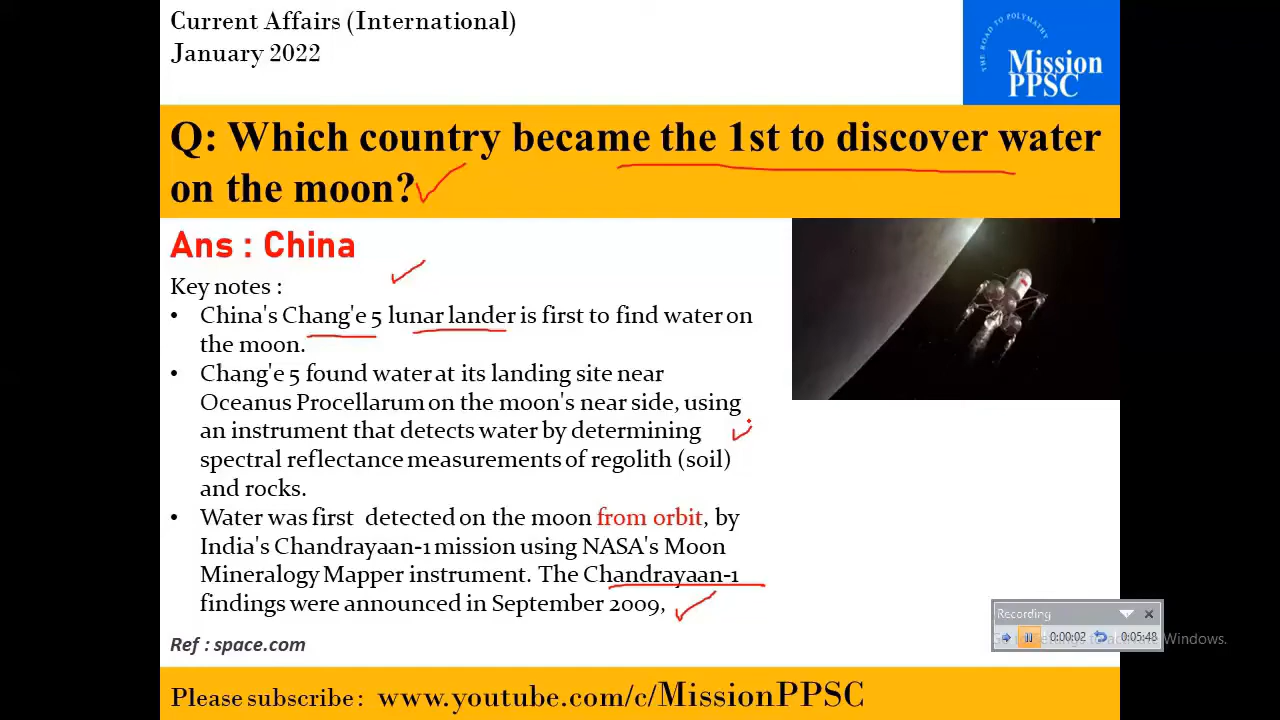 Current Affairs (International)
January 2022
THE ROAD TO POLYMATHY
Mission
PPSC
Q: Which country became the 1st to discover water
on the moon?
Ans : China
Key notes :
• China's Chang'e 5 lunar lander is first to find water on
the moon.
• Chang'e 5 found water at its landing site near
Oceanus Procellarum on the moon's near side, using
an instrument that detects water by determining
spectral reflectance measurements of regolith (soil)
and rocks.
• Water was first detected on the moon from orbit, by
India's Chandrayaan-1 mission using NASA's Moon
Mineralogy Mapper instrument. The Chandrayaan-1
findings were announced in September 2009,
Ref : space.com
Recording
0:00:02 0:05:48
Windows.
Please subscribe : www.youtube.com/c/MissionPPSC